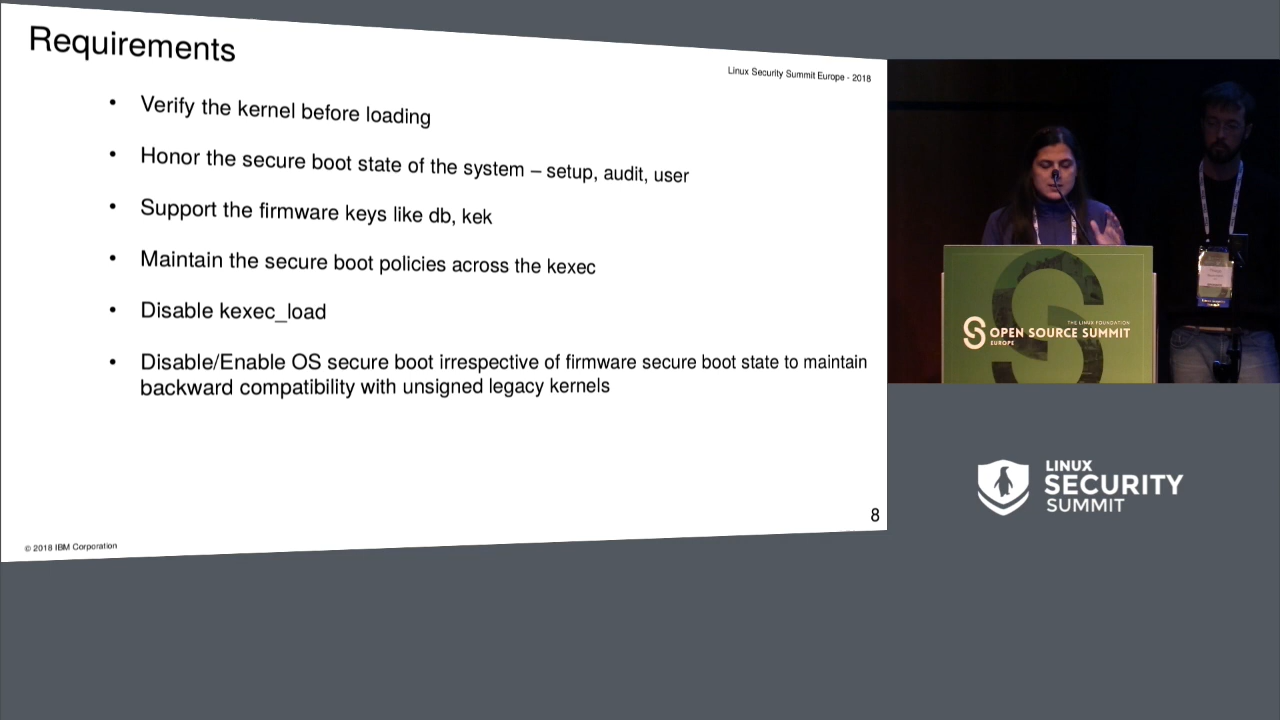 Requirements
Linux Security Summit Europe - 2018
• Verify the kernel before loading
• Honor the secure boot state of the system – setup, audit, user
• Support the firmware keys like db, kek
• Maintain the secure boot policies across the kexec
• Disable kexec_load
• Disable/Enable OS secure boot irrespective of firmware secure boot state to maintain
backward compatibility with unsigned legacy kernels
8
© 2018 IBM Corporation
THE LINUX FOUNDATION
OPEN SOURCE SUMMIT
EUROPE
LINUX
SECURITY
SUMMIT